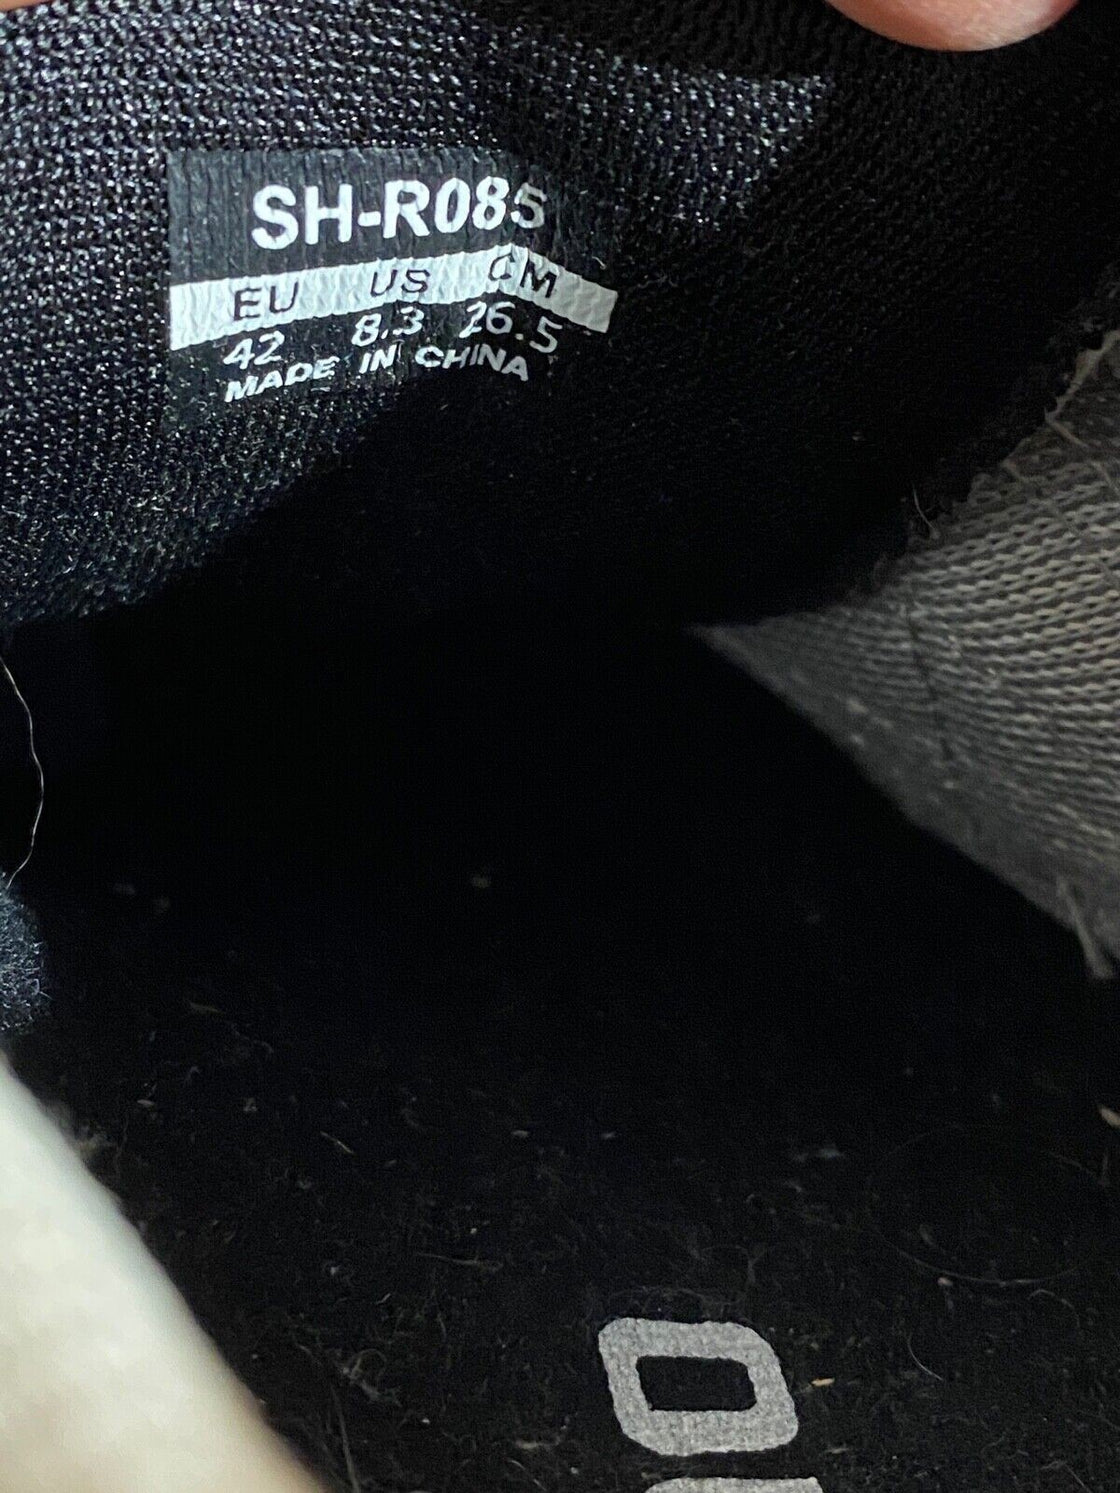 SH-R085
EU US CM
42 8.3 26.5
MADE IN CHINA